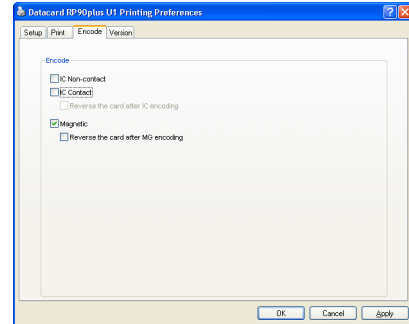 Datacard RP90plus U1 Printing Preferences
Setup Print Encode Version
Encode
IC Non-contact
IC Contact
Reverse the card after IC encoding
Magnetic
Reverse the card after MG encoding
OK Cancel Apply